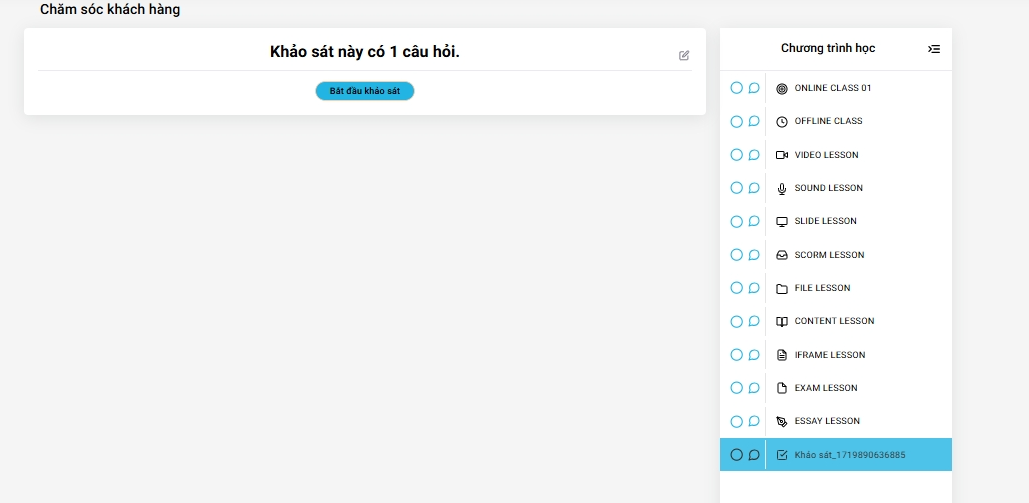 Chăm sóc khách hàng
Khảo sát này có 1 câu hỏi.
Bắt đầu khảo sát
Chương trình học
ONLINE CLASS 01
OFFLINE CLASS
VIDEO LESSON
SOUND LESSON
SLIDE LESSON
SCORM LESSON
FILE LESSON
CONTENT LESSON
IFRAME LESSON
EXAM LESSON
ESSAY LESSON
Khảo sát_1719890636885